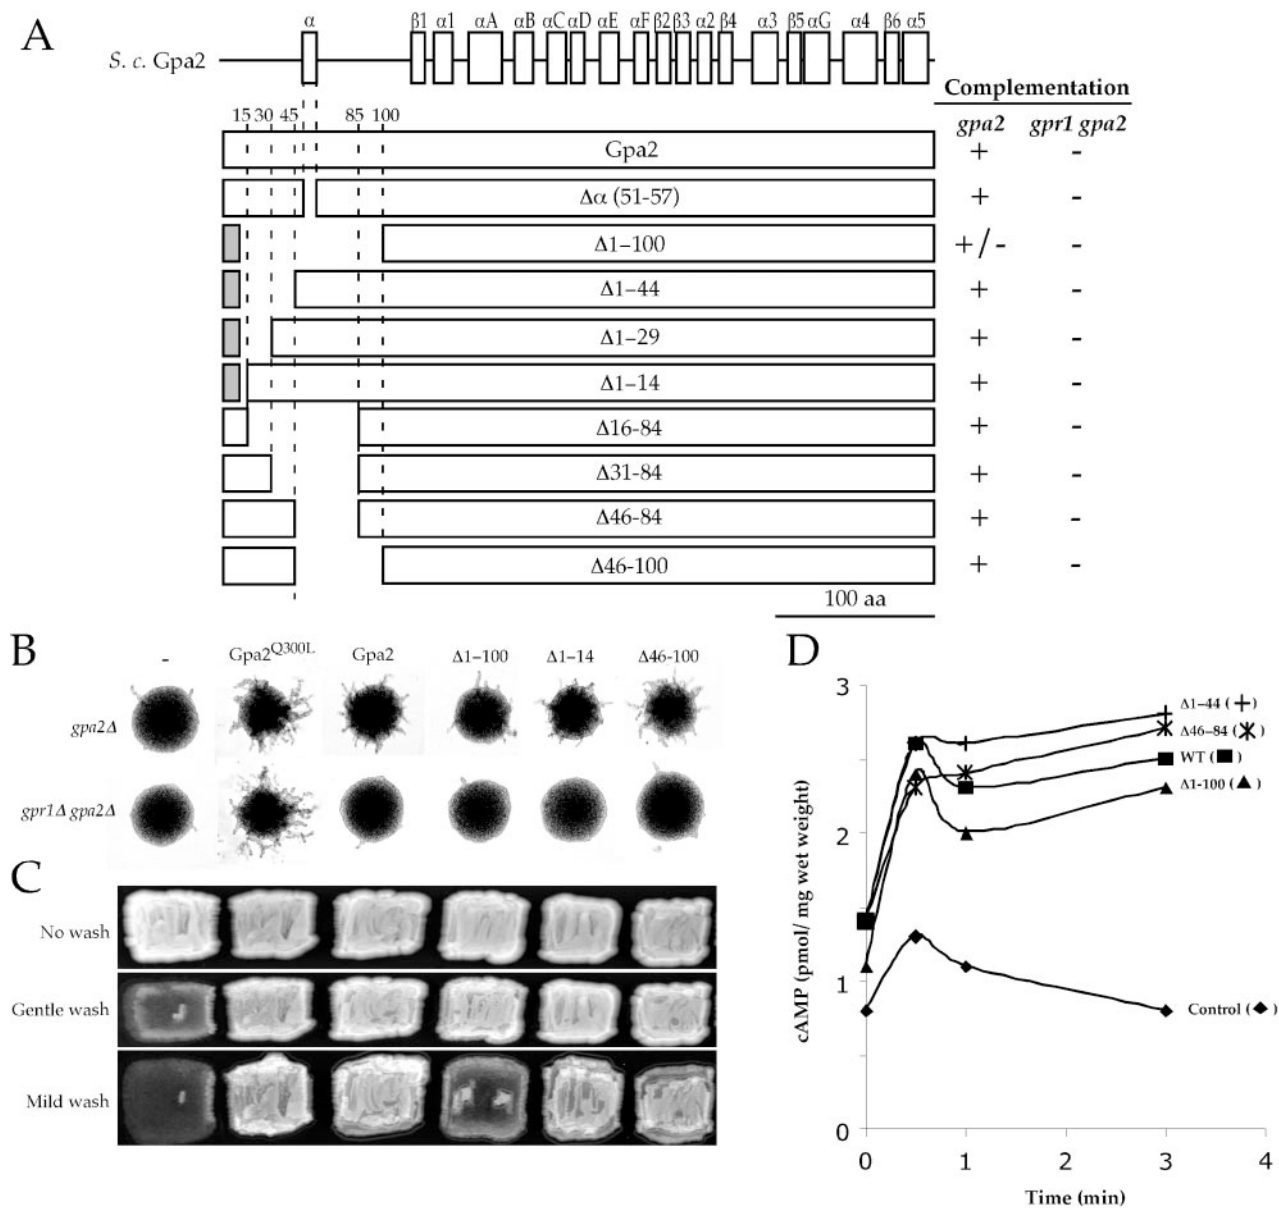 A
α β1 α1 αA αB αC αD αE αF β2 β3 α2 β4 α3 β5 αG α4 β6 α5
S. c. Gpa2
Complementation
gpa2 gpr1 gpa2
15 30 45 85 100
Gpa2 + -
Δα (51-57) + -
Δ1–100 +/- -
Δ1–44 + -
Δ1–29 + -
Δ1–14 + -
Δ16-84 + -
Δ31-84 + -
Δ46-84 + -
Δ46-100 + -
100 aa
B
- Gpa2Q300L Gpa2 Δ1–100 Δ1–14 Δ46-100
gpa2Δ
gpr1Δ gpa2Δ
C
No wash
Gentle wash
Mild wash
D
3
2
1
0
cAMP (pmol/ mg wet weight)
Δ1–44 (+)
Δ46–84 (ж)
WT (■)
Δ1-100 (▲)
Control (◆)
0 1 2 3 4
Time (min)